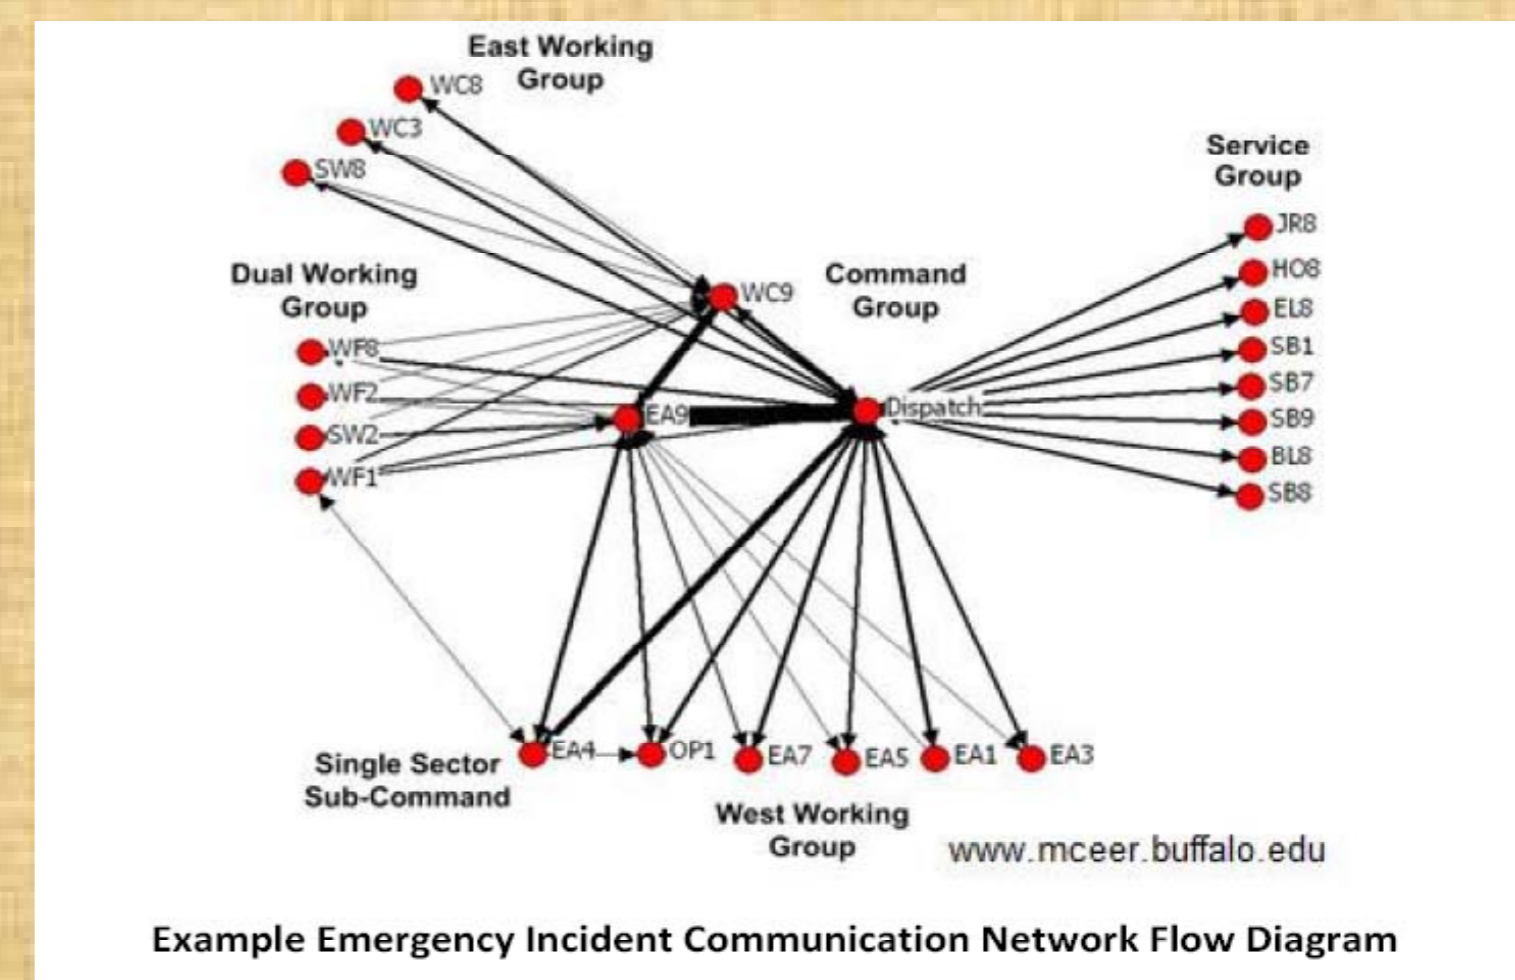 East Working
Group
WC8
WC3
SW8
Service
Group
JR8
HO8
EL8
SB1
SB7
SB9
BL8
SB8
Dual Working
Group
WF8
WF2
SW2
WF1
WC9
Command
Group
EA9
Dispatch
EA4
OP1
EA7
EA5
EA1
EA3
Single Sector
Sub-Command
West Working
Group
www.mceer.buffalo.edu
Example Emergency Incident Communication Network Flow Diagram